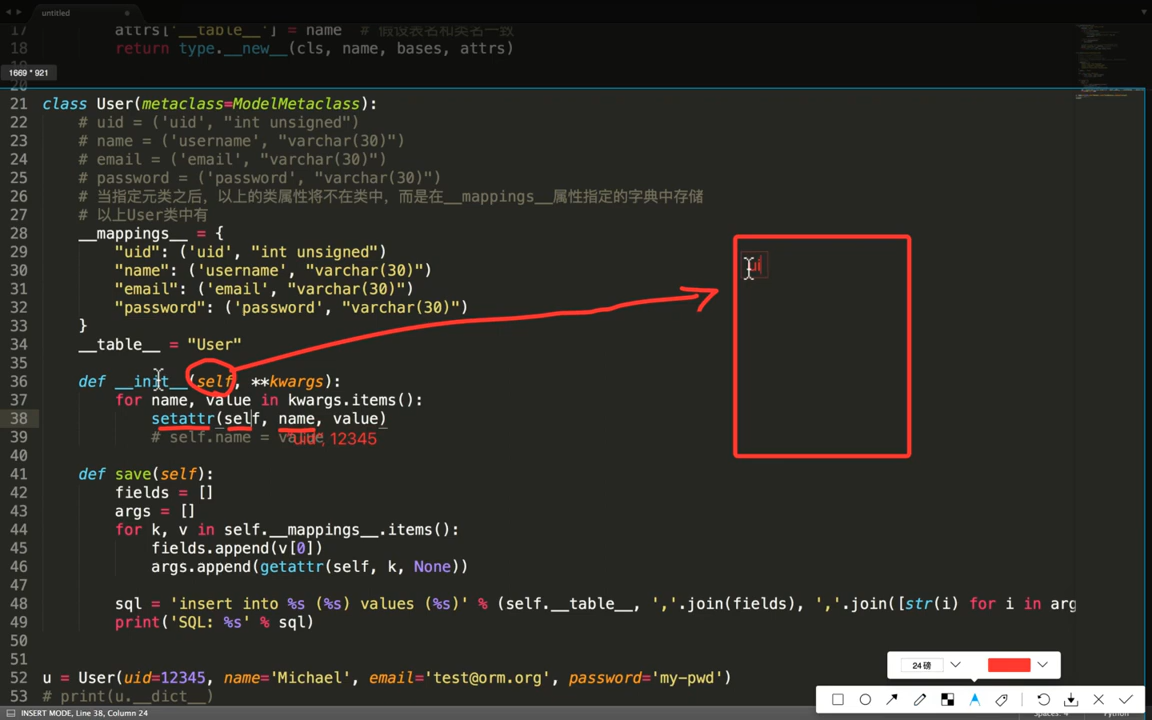 untitled
17 attrs['__table__'] = name # 假设表名和类名一致
18 return type.__new__(cls, name, bases, attrs)
1669 * 921
20
21 class User(metaclass=ModelMetaclass):
22 # uid = ('uid', "int unsigned")
23 # name = ('username', "varchar(30)")
24 # email = ('email', "varchar(30)")
25 # password = ('password', "varchar(30)")
26 # 当指定元类之后，以上的类属性将不在类中，而是在__mappings__属性指定的字典中存储
27 # 以上User类中有
28 __mappings__ = {
29 "uid": ('uid', "int unsigned")
30 "name": ('username', "varchar(30)")
31 "email": ('email', "varchar(30)")
32 "password": ('password', "varchar(30)")
33 }
34 __table__ = "User"
35
36 def __init__(self, **kwargs):
37 for name, value in kwargs.items():
38 setattr(self, name, value)
39 # self.name = value
"uid", 12345
ui
40
41 def save(self):
42 fields = []
43 args = []
44 for k, v in self.__mappings__.items():
45 fields.append(v[0])
46 args.append(getattr(self, k, None))
47
48 sql = 'insert into %s (%s) values (%s)' % (self.__table__, ','.join(fields), ','.join([str(i) for i in arg
49 print('SQL: %s' % sql)
50
51
52 u = User(uid=12345, name='Michael', email='test@orm.org', password='my-pwd')
53 # print(u.__dict__)
24磅
INSERT MODE, Line 38, Column 24